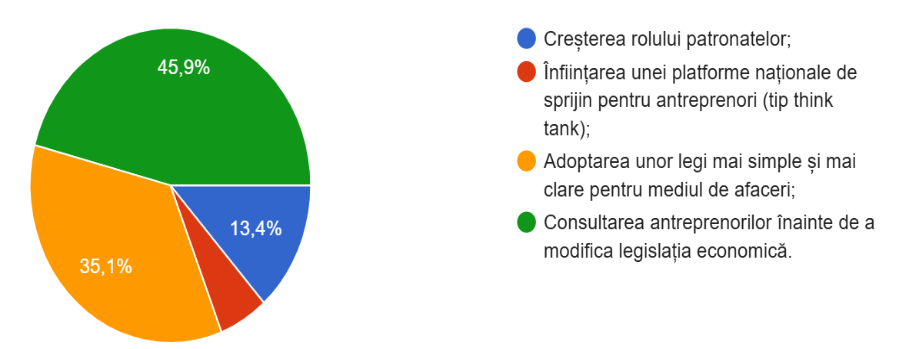 45,9%
13,4%
35,1%
Creșterea rolului patronatelor;
Înființarea unei platforme naționale de
sprijin pentru antreprenori (tip think
tank);
Adoptarea unor legi mai simple și mai
clare pentru mediul de afaceri;
Consultarea antreprenorilor înainte de a
modifica legislația economică.